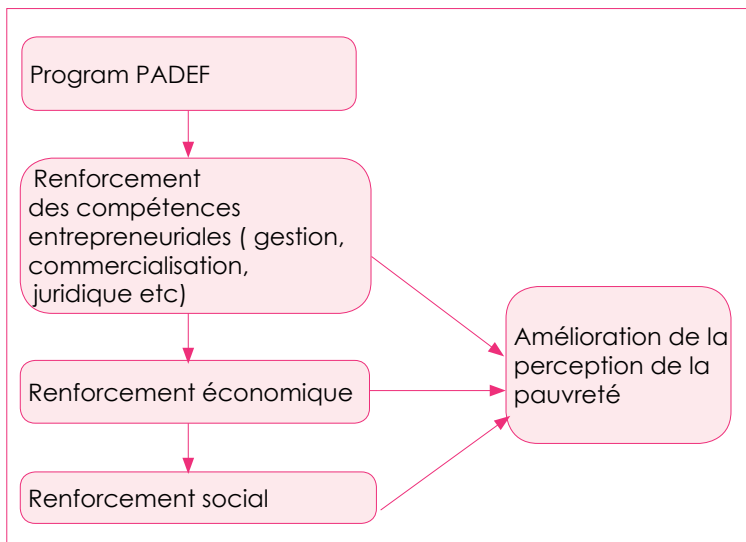 Program PADEF
Renforcement
des compétences
entrepreneuriales ( gestion,
commercialisation,
juridique etc)
Renforcement économique
Renforcement social
Amélioration de la
perception de la
pauvreté